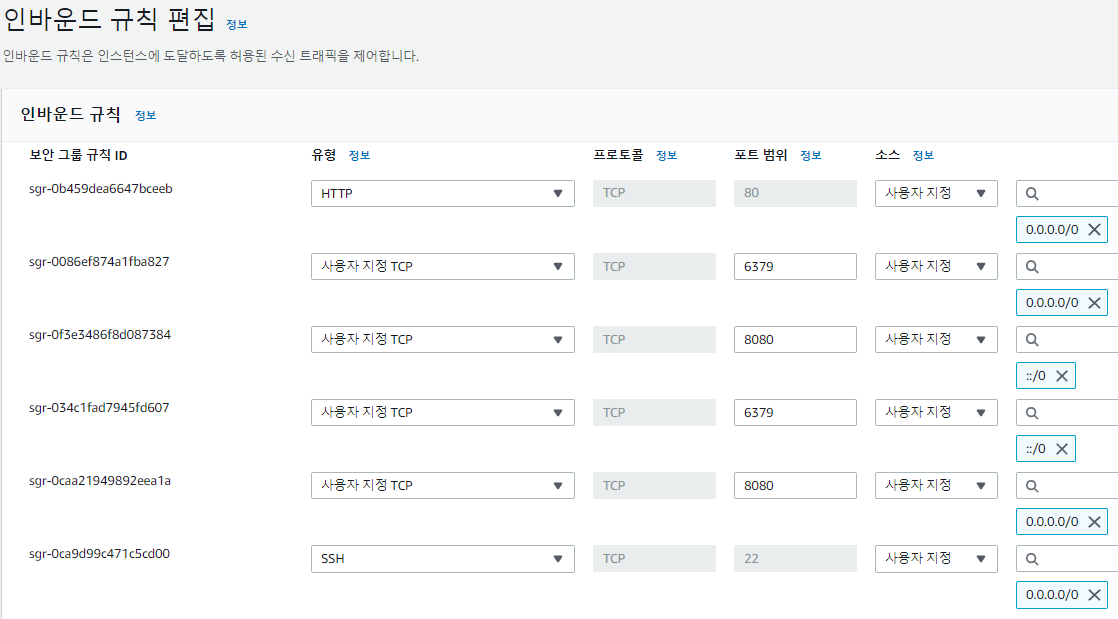 인바운드 규칙 편집 정보
인바운드 규칙은 인스턴스에 도달하도록 허용된 수신 트래픽을 제어합니다.
인바운드 규칙 정보
보안 그룹 규칙 ID 유형 정보 프로토콜 정보 포트 범위 정보 소스 정보
sgr-0b459dea6647bceeb HTTP TCP 80 사용자 지정
0.0.0.0/0
sgr-0086ef874a1fba827 사용자 지정 TCP TCP 6379 사용자 지정
0.0.0.0/0
sgr-0f3e3486f8d087384 사용자 지정 TCP TCP 8080 사용자 지정
::/0
sgr-034c1fad7945fd607 사용자 지정 TCP TCP 6379 사용자 지정
::/0
sgr-0caa21949892eea1a 사용자 지정 TCP TCP 8080 사용자 지정
0.0.0.0/0
sgr-0ca9d99c471c5cd00 SSH TCP 22 사용자 지정
0.0.0.0/0